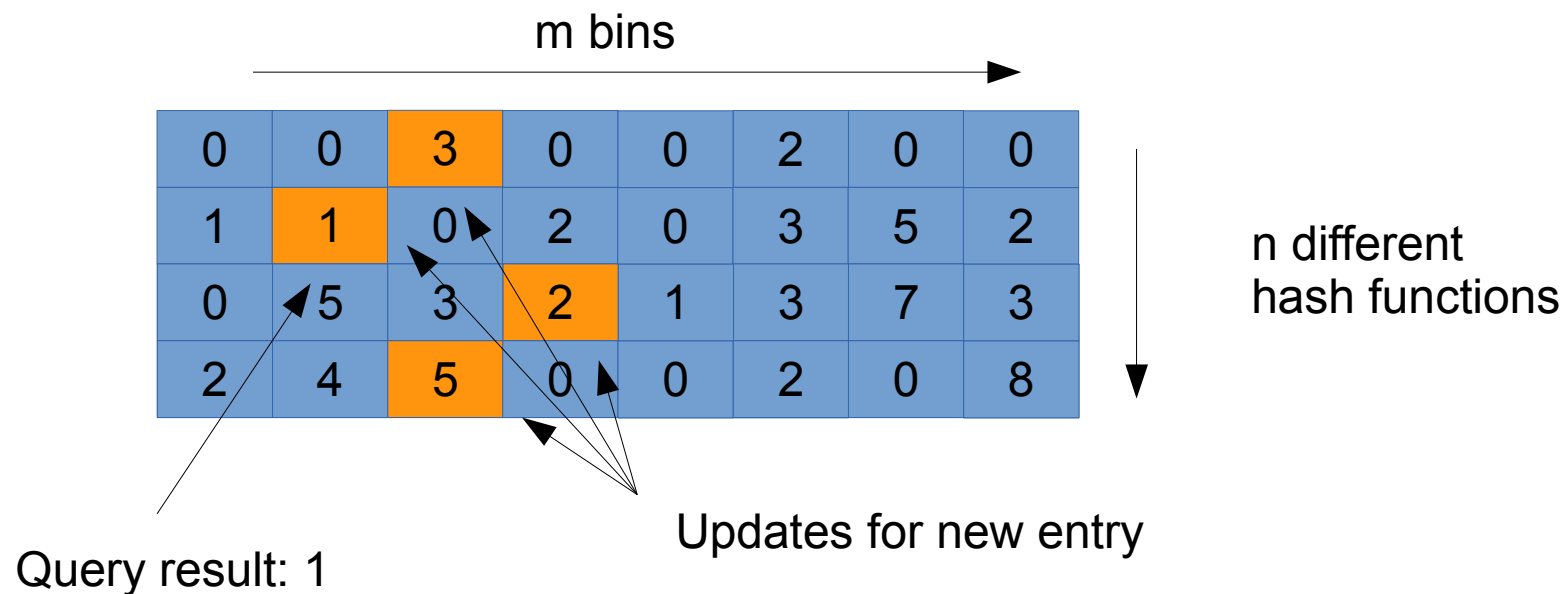 m bins
0 0 3 0 0 2 0 0
1 1 0 2 0 3 5 2
0 5 3 2 1 3 7 3
2 4 5 0 0 2 0 8
n different
hash functions
Updates for new entry
Query result: 1